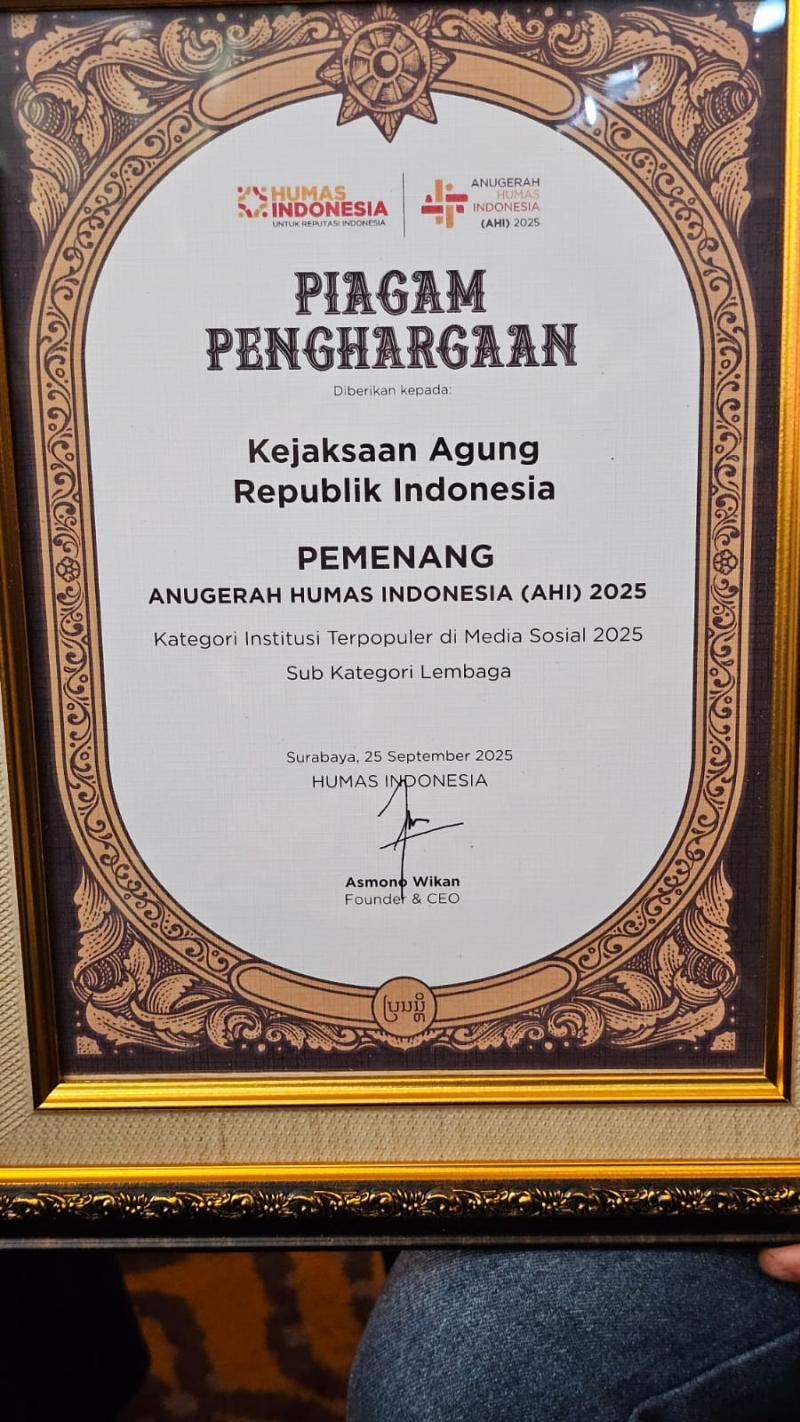 HUMAS
INDONESIA
UNTUK REPUTASI INDONESIA
ANUGERAH
HUMAS
INDONESIA
(AHI) 2025
PIAGAM
PENGHARGAAN
Diberikan kepada:
Kejaksaan Agung
Republik Indonesia
PEMENANG
ANUGERAH HUMAS INDONESIA (AHI) 2025
Kategori Institusi Terpopuler di Media Sosial 2025
Sub Kategori Lembaga
Surabaya, 25 September 2025
HUMAS INDONESIA
Asmono Wikan
Founder & CEO